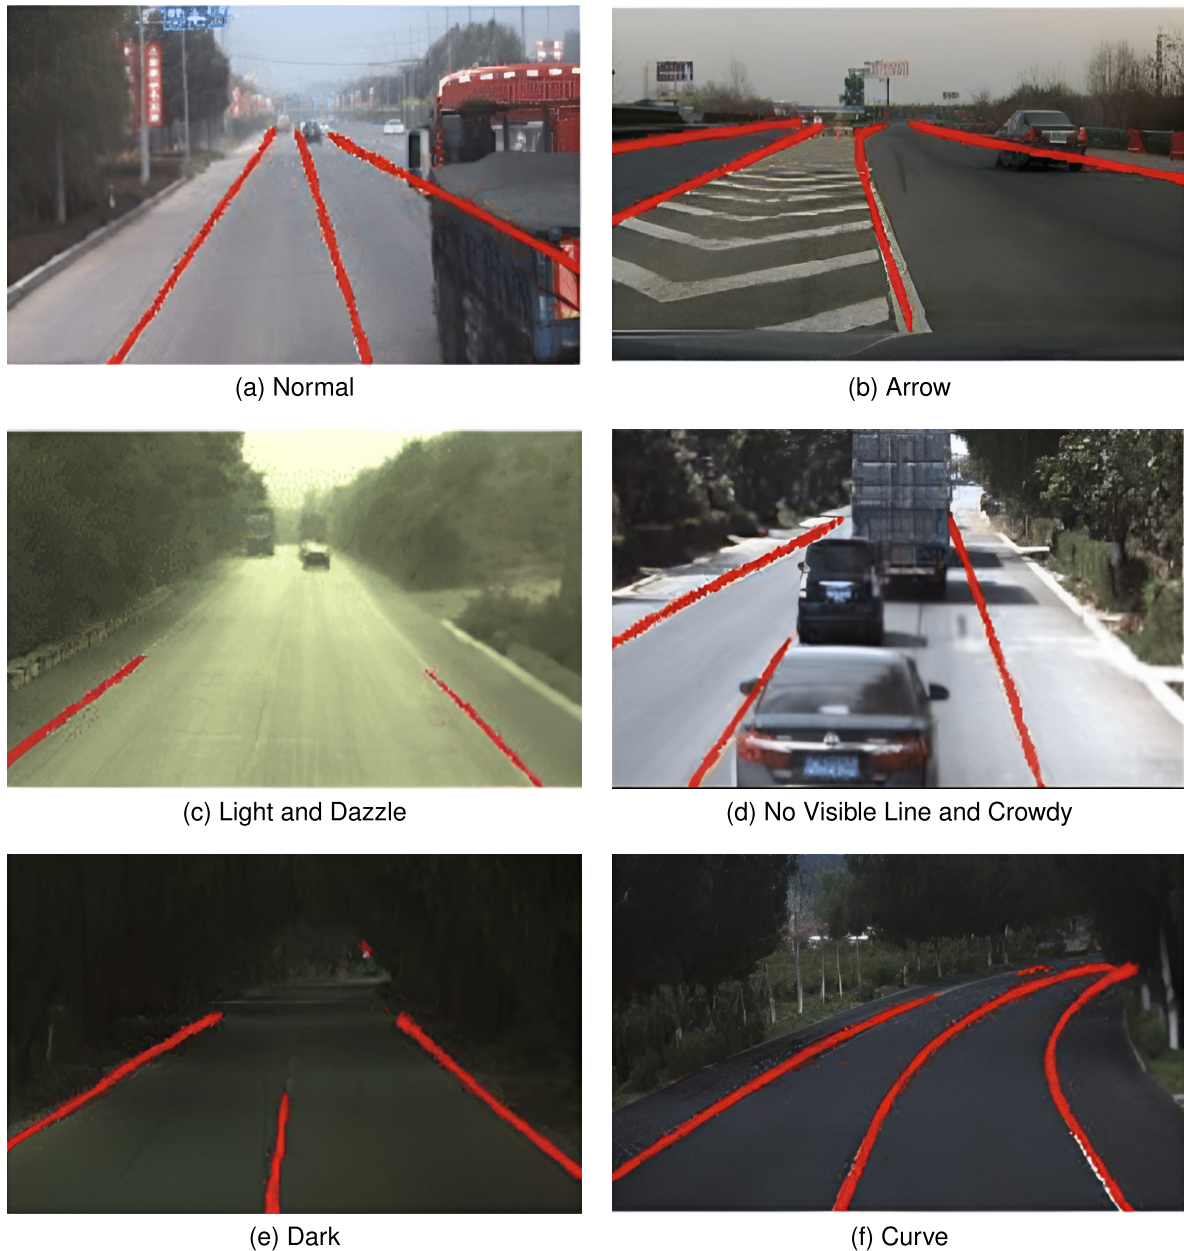 (a) Normal
(b) Arrow
(c) Light and Dazzle
(d) No Visible Line and Crowdy
(e) Dark
(f) Curve